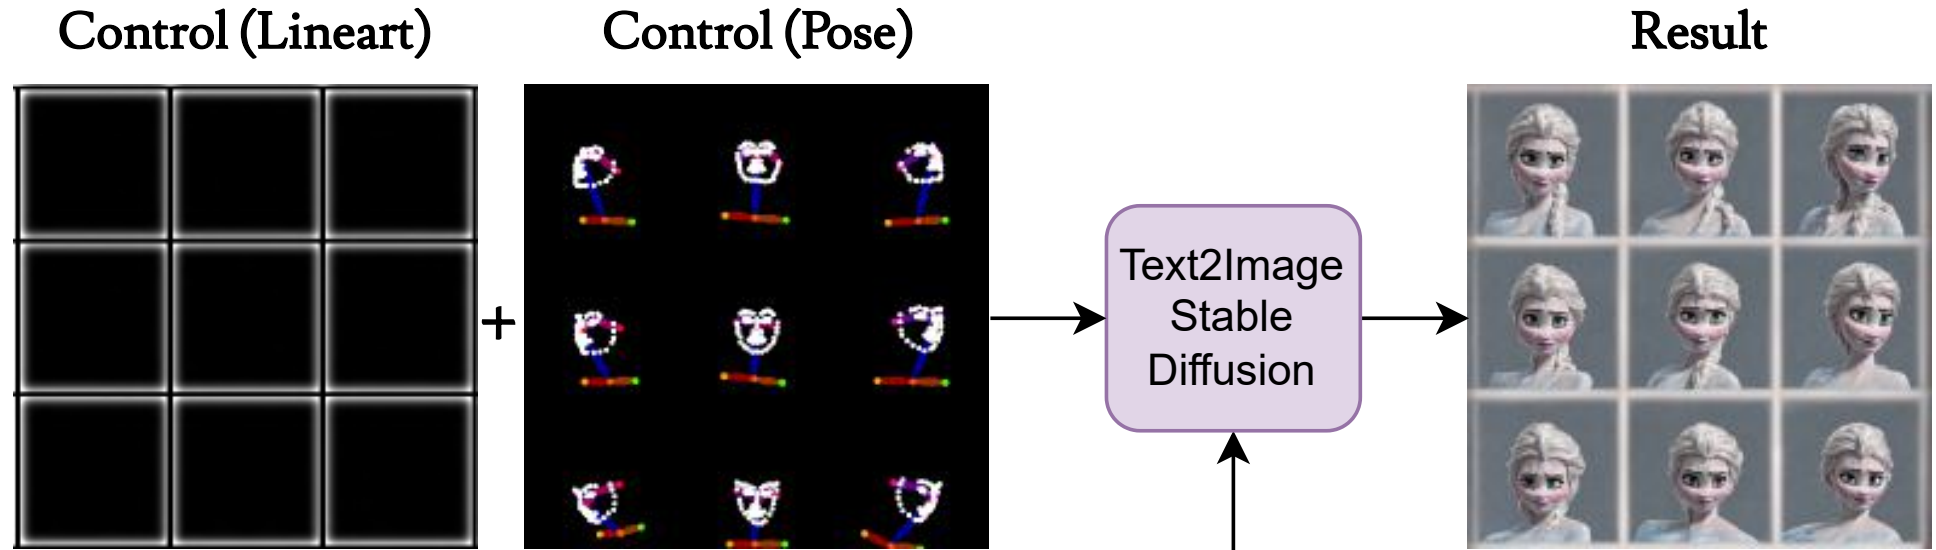 Control (Lineart)
Control (Pose)
Result
+
Text2Image
Stable
Diffusion